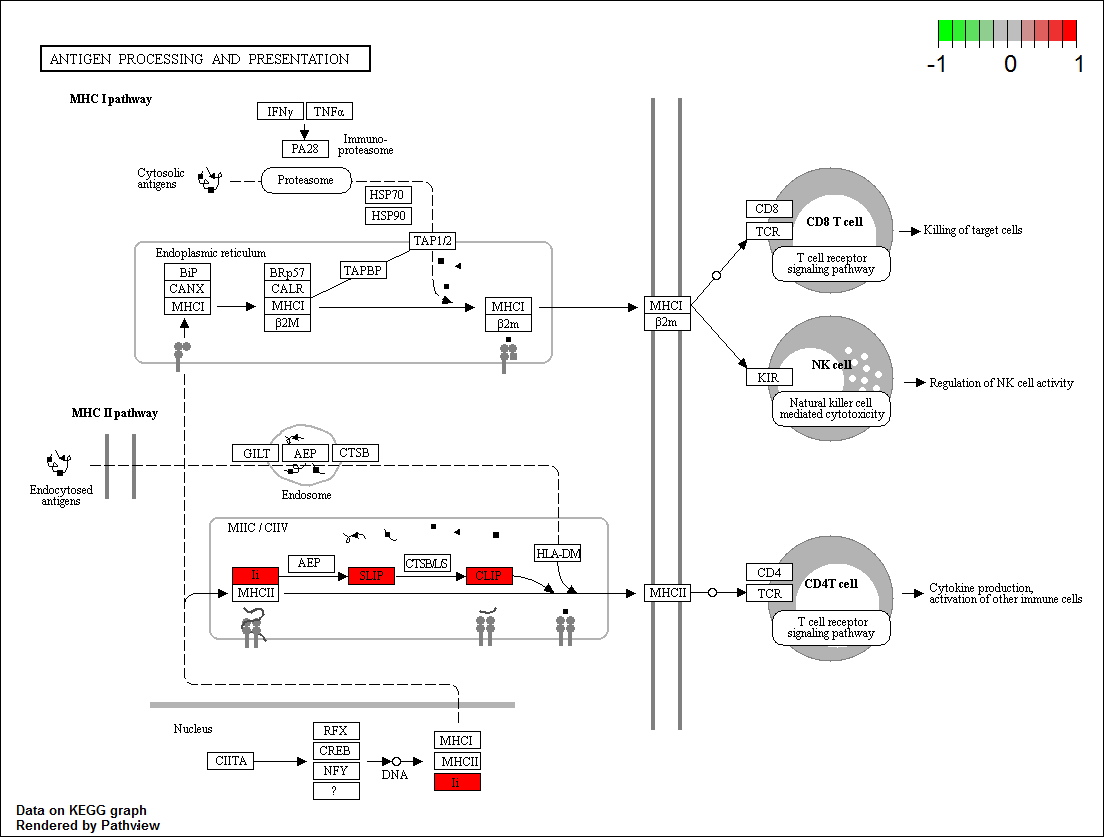 -1 0 1
ANTIGEN PROCESSING AND PRESENTATION
MHC I pathway
IFNγ TNFα
PA28
Immuno-
proteasome
Cytosolic
antigens
Proteasome
HSP70
HSP90
TAP1/2
Endoplasmic reticulum
BiP
CANX
MHCI
BRp57
CALR
MHCI
β2M
TAPBP
MHCI
β2m
MHCI
β2m
CD8
TCR
CD8 T cell
T cell receptor
signaling pathway
Killing of target cells
KIR
NK cell
Natural killer cell
mediated cytotoxicity
Regulation of NK cell activity
MHC II pathway
Endocytosed
antigens
GILT AEP CTSB
Endosome
MIIC / CIIV
Ii
MHCII
AEP
SLIP
CTSB/L/S
CLIP
HLA-DM
MHCII
CD4
TCR
CD4T cell
T cell receptor
signaling pathway
Cytokine production,
activation of other immune cells
Nucleus
CIITA
RFX
CREB
NFY
?
DNA
MHCI
MHCII
Ii
Data on KEGG graph
Rendered by Pathview